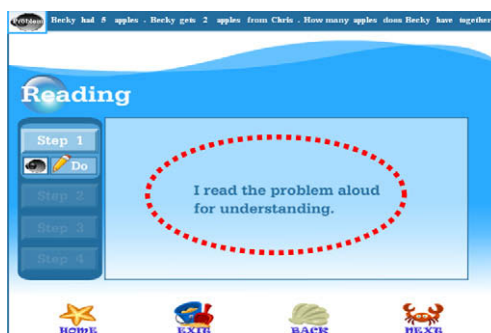 Problem
Becky had 5 apples . Becky gets 2 apples from Chris . How many apples does Becky have together
Reading
Step 1
Do
Step 2
Step 3
Step 4
I read the problem aloud
for understanding.
HOME EXIT BACK NEXT